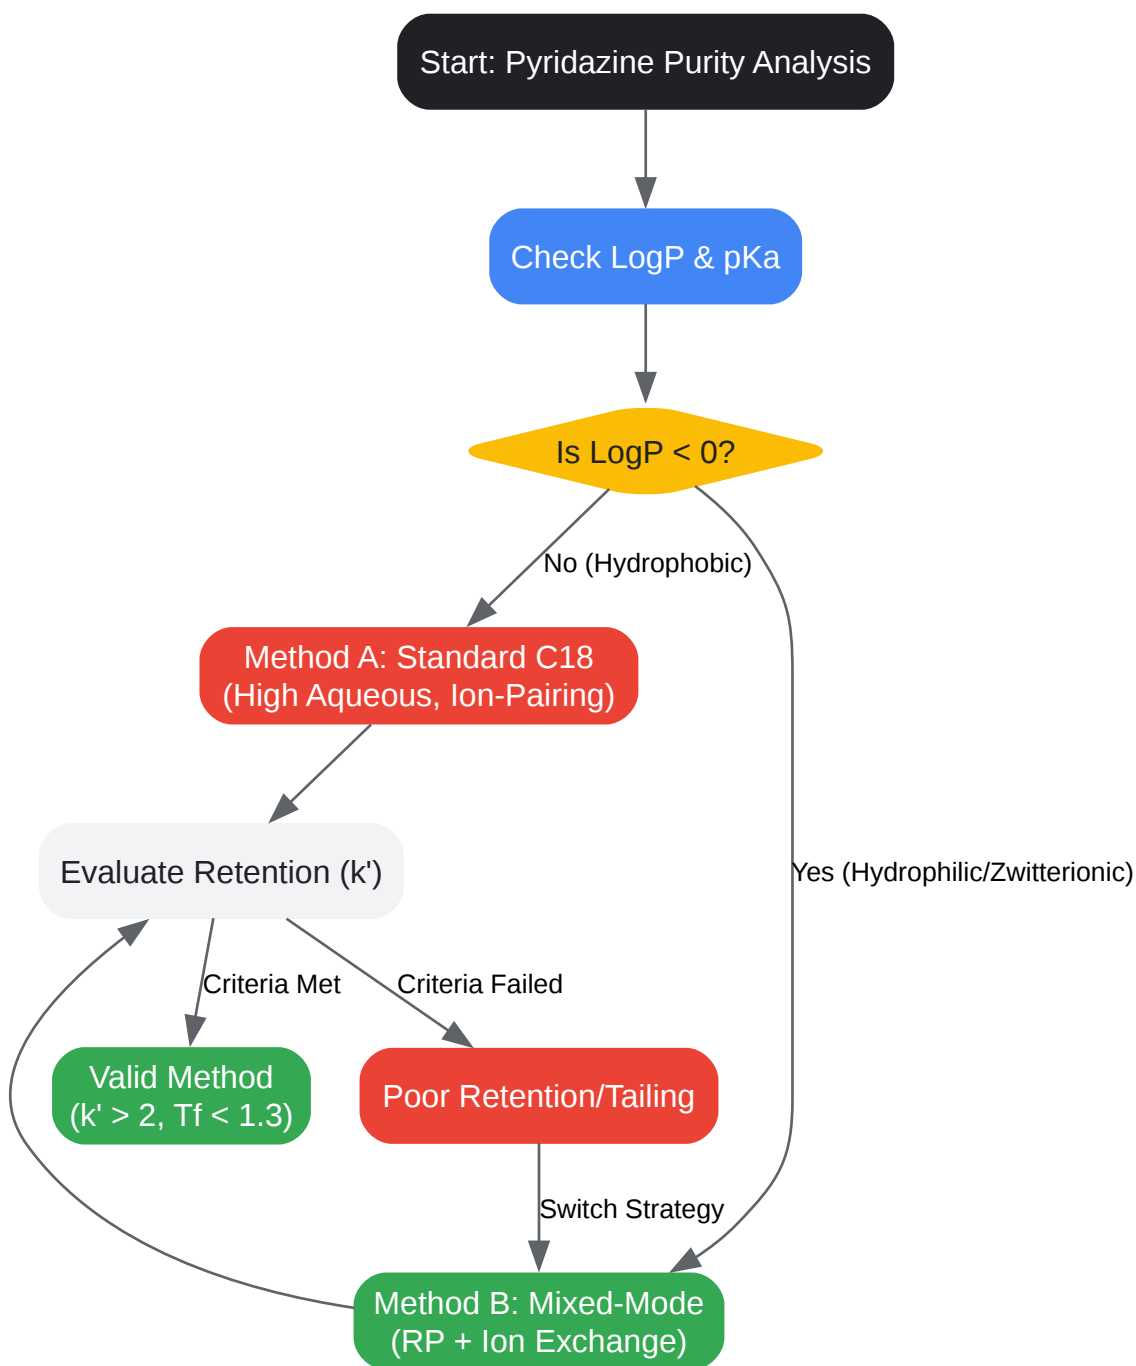 Start: Pyridazine Purity Analysis
Check LogP & pKa
Is LogP < 0?
No (Hydrophobic)
Method A: Standard C18
(High Aqueous, Ion-Pairing)
Evaluate Retention (k')
Yes (Hydrophilic/Zwitterionic)
Criteria Met
Criteria Failed
Valid Method
(k' > 2, Tf < 1.3)
Poor Retention/Tailing
Switch Strategy
Method B: Mixed-Mode
(RP + Ion Exchange)